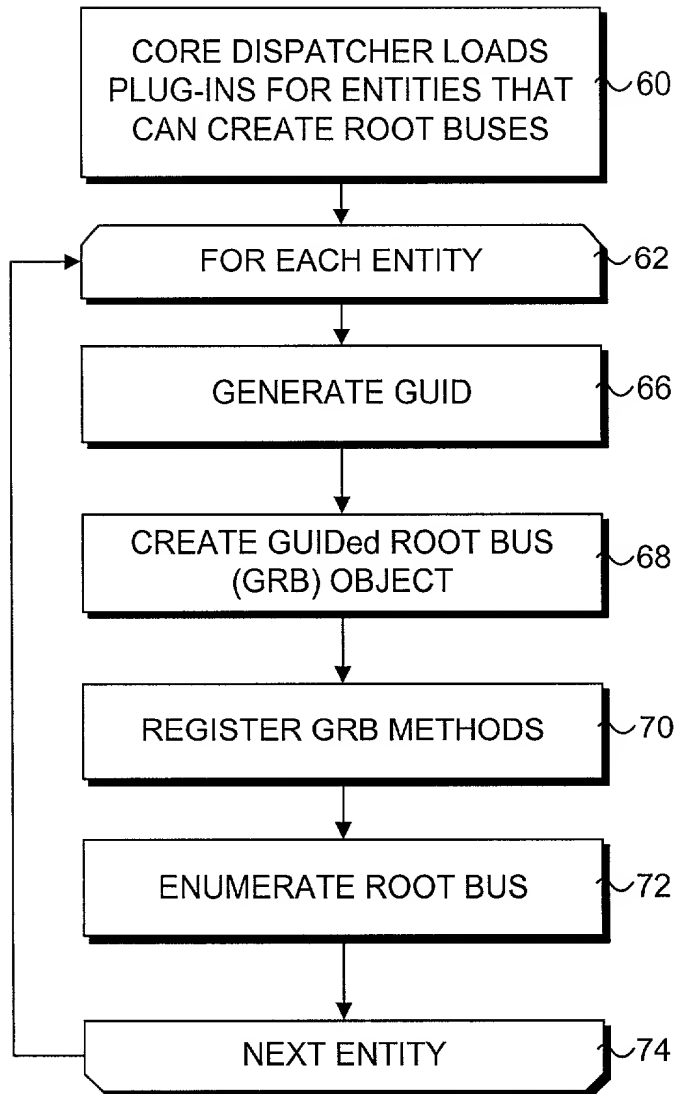 CORE DISPATCHER LOADS
PLUG-INS FOR ENTITIES THAT
CAN CREATE ROOT BUSES
60
FOR EACH ENTITY
62
GENERATE GUID
66
CREATE GUIDed ROOT BUS
(GRB) OBJECT
68
REGISTER GRB METHODS
70
ENUMERATE ROOT BUS
72
NEXT ENTITY
74